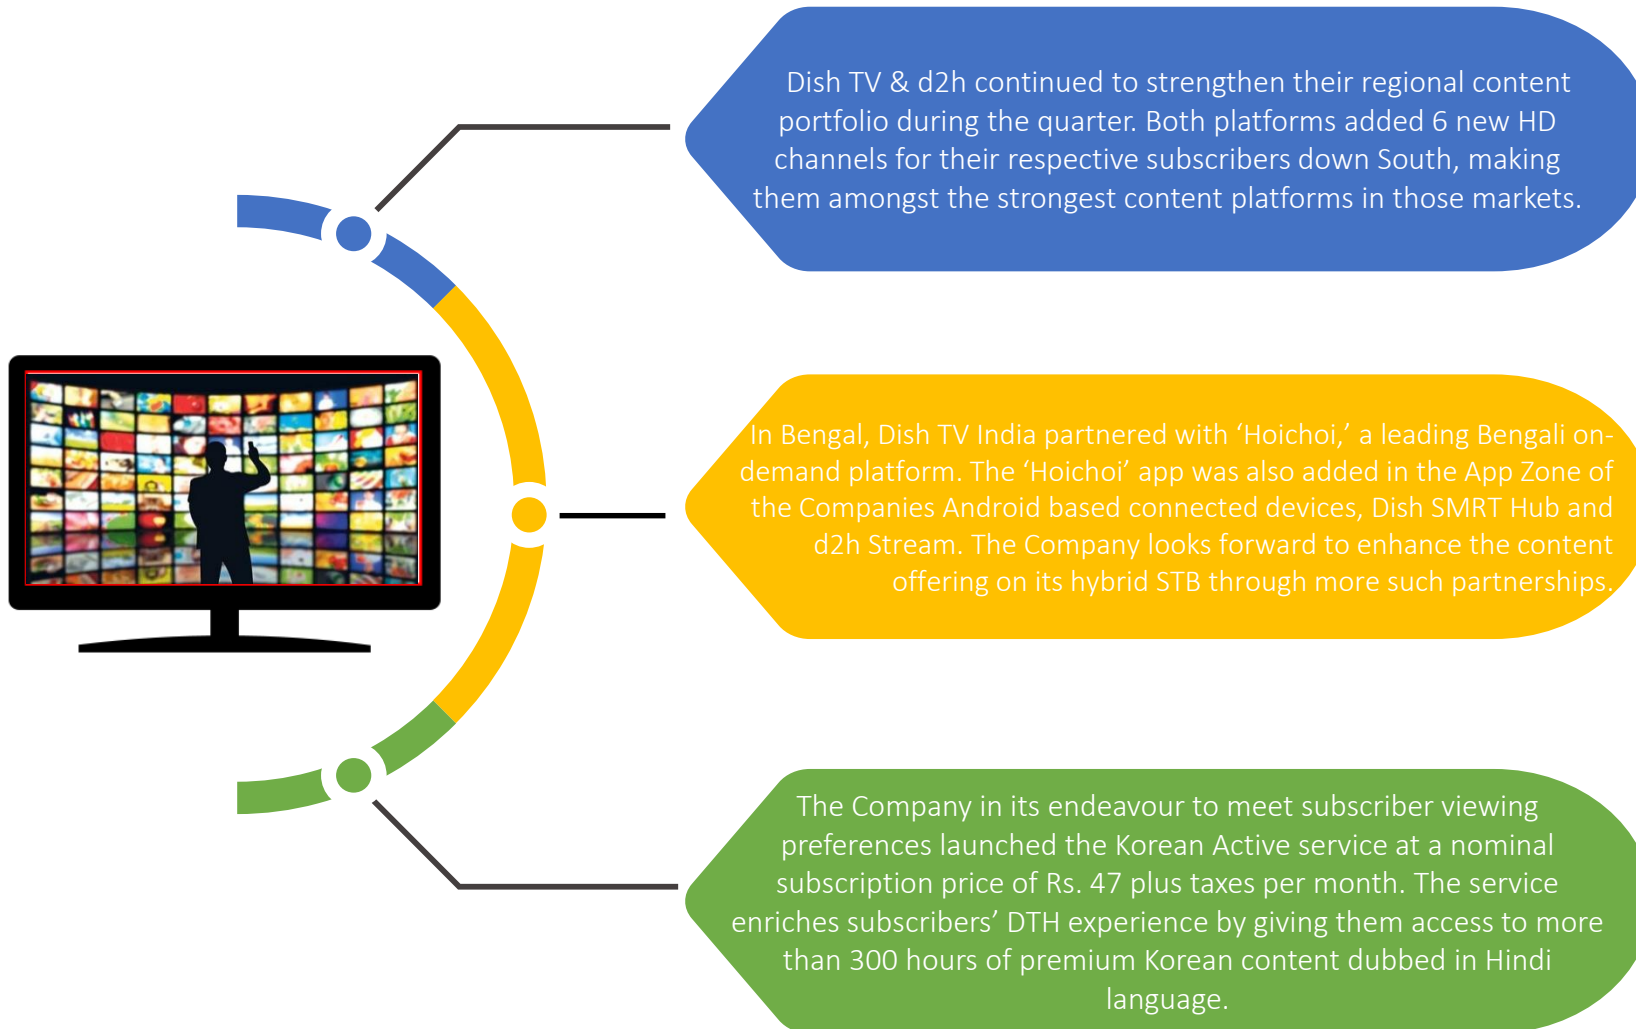 Dish TV & d2h continued to strengthen their regional content
portfolio during the quarter. Both platforms added 6 new HD
channels for their respective subscribers down South, making
them amongst the strongest content platforms in those markets.
In Bengal, Dish TV India partnered with ‘Hoichoi,’ a leading Bengali on-
demand platform. The ‘Hoichoi’ app was also added in the App Zone of
the Companies Android based connected devices, Dish SMRT Hub and
d2h Stream. The Company looks forward to enhance the content
offering on its hybrid STB through more such partnerships.
The Company in its endeavour to meet subscriber viewing
preferences launched the Korean Active service at a nominal
subscription price of Rs. 47 plus taxes per month. The service
enriches subscribers’ DTH experience by giving them access to more
than 300 hours of premium Korean content dubbed in Hindi
language.